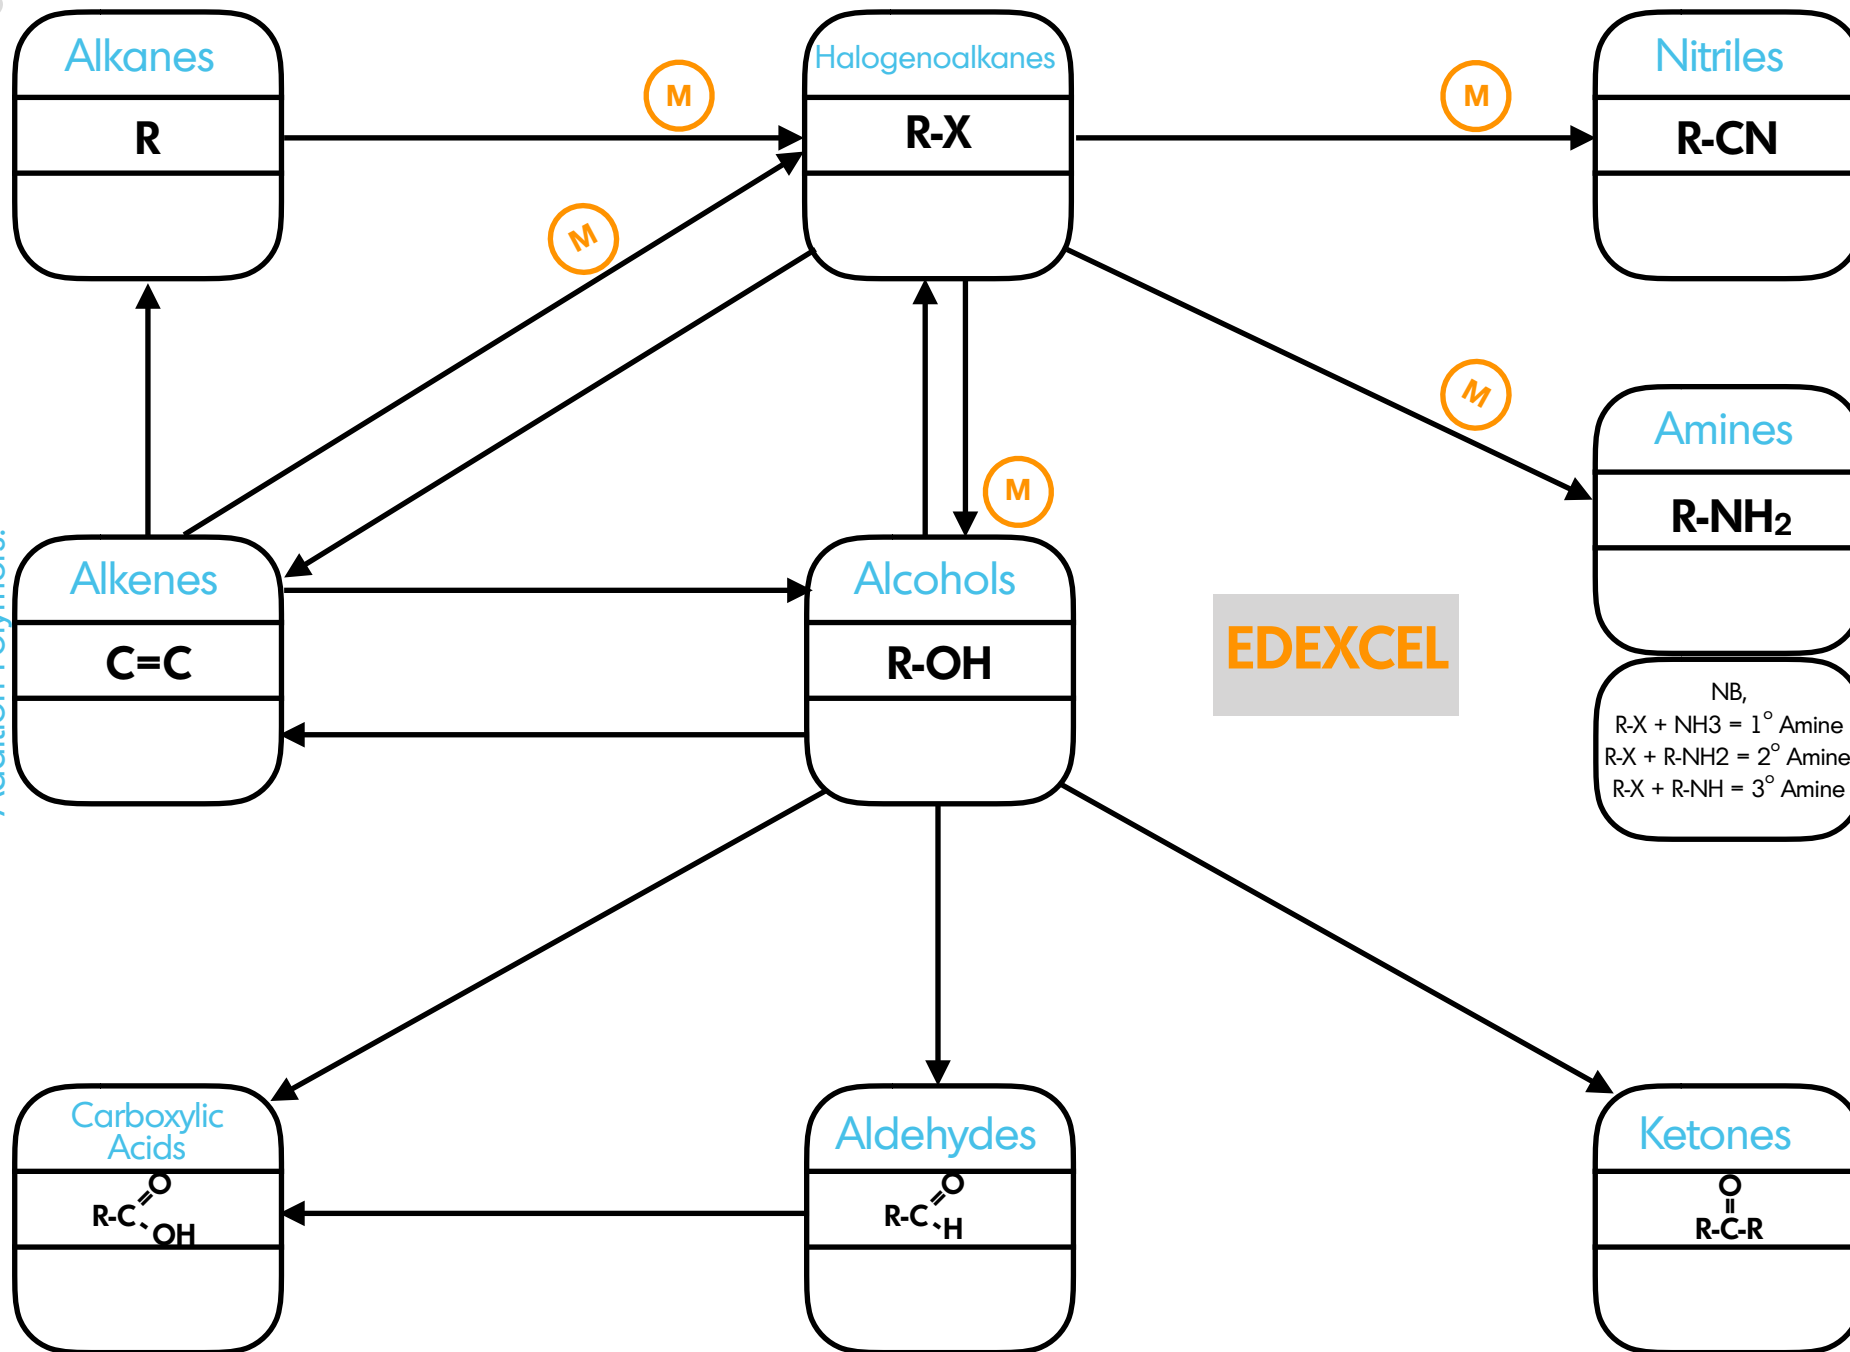 Alkanes
R
M
Halogenoalkanes
R-X
M
Nitriles
R-CN
M
M
Amines
R-NH2
M
Alkenes
C=C
Alcohols
R-OH
EDEXCEL
NB,
R-X + NH3 = 1° Amine
R-X + R-NH2 = 2° Amine
R-X + R-NH = 3° Amine
Carboxylic
Acids
O
R-C
OH
Aldehydes
O
R-C
H
Ketones
O
R-C-R